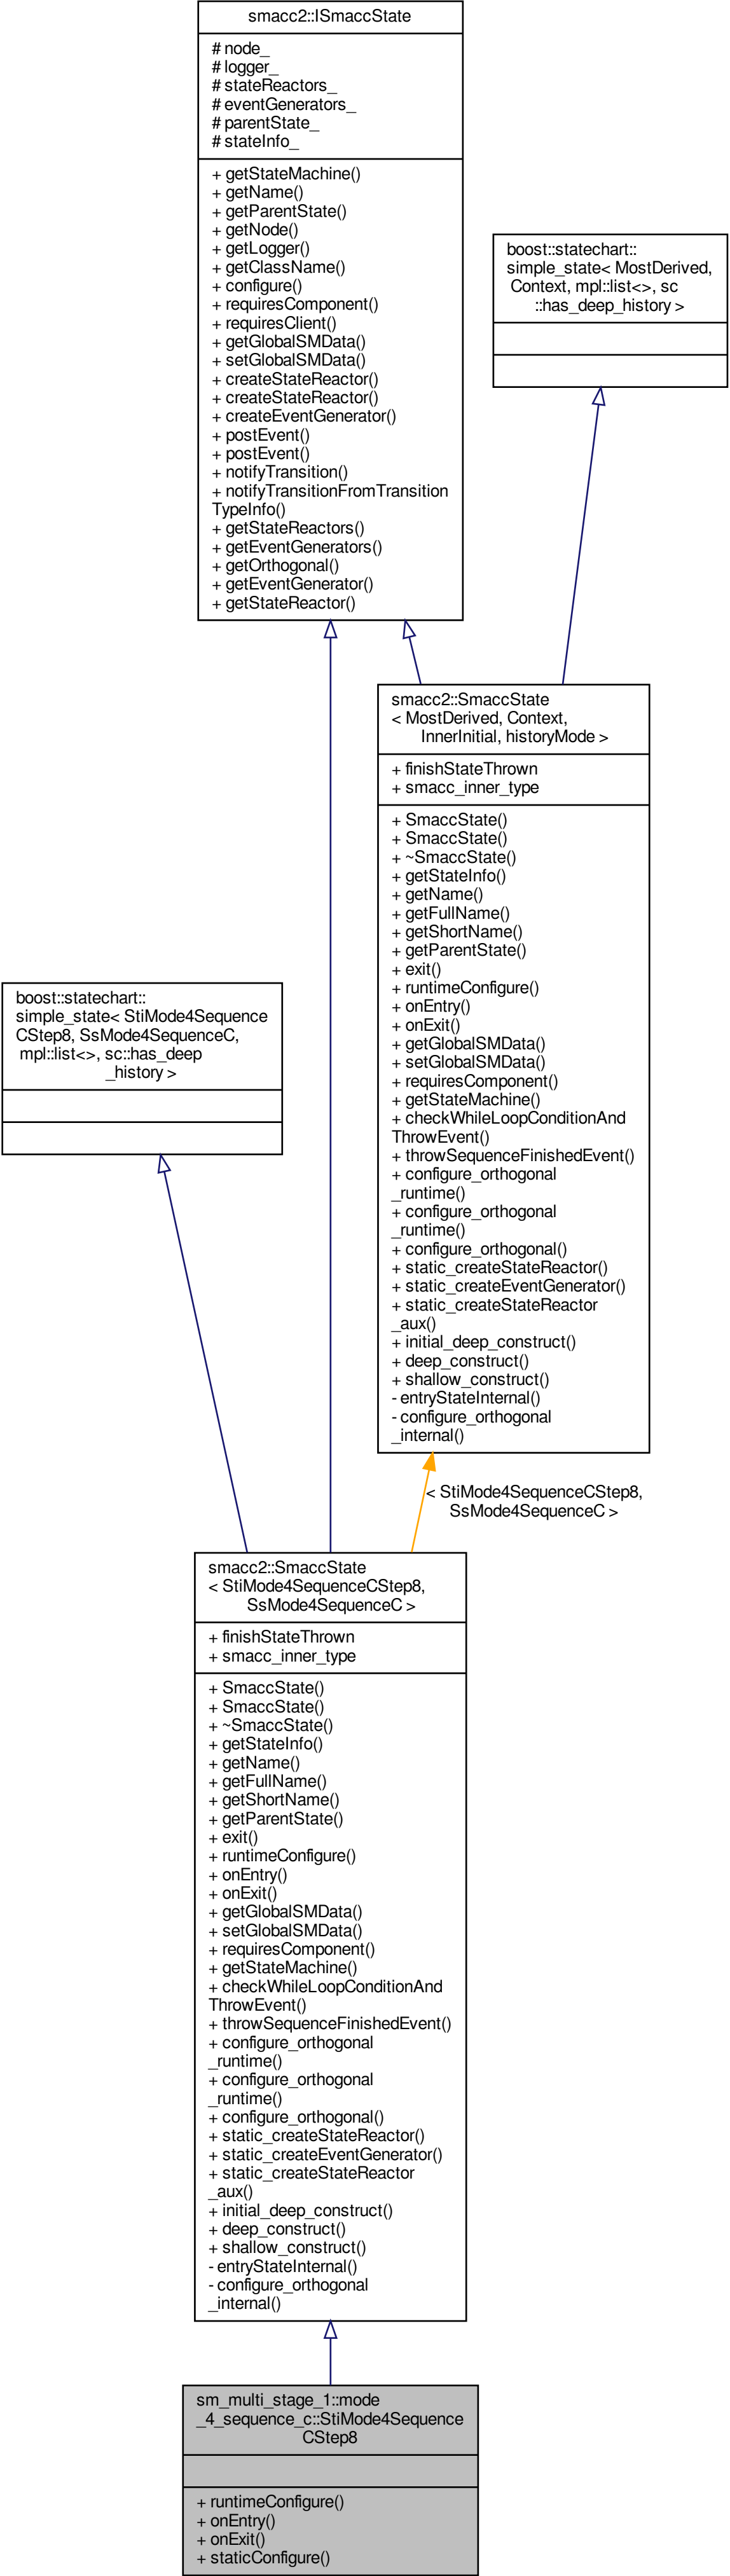 smacc2::ISmaccState
# node_
# logger_
# stateReactors_
# eventGenerators_
# parentState_
# stateInfo_
+ getStateMachine()
+ getName()
+ getParentState()
+ getNode()
+ getLogger()
+ getClassName()
+ configure()
+ requiresComponent()
+ requiresClient()
+ getGlobalSMData()
+ setGlobalSMData()
+ createStateReactor()
+ createStateReactor()
+ createEventGenerator()
+ postEvent()
+ postEvent()
+ notifyTransition()
+ notifyTransitionFromTransition
TypeInfo()
+ getStateReactors()
+ getEventGenerators()
+ getOrthogonal()
+ getEventGenerator()
+ getStateReactor()
boost::statechart::
simple_state< MostDerived,
Context, mpl::list<>, sc
::has_deep_history >
smacc2::SmaccState
< MostDerived, Context,
InnerInitial, historyMode >
+ finishStateThrown
+ smacc_inner_type
+ SmaccState()
+ SmaccState()
+ ~SmaccState()
+ getStateInfo()
+ getName()
+ getFullName()
+ getShortName()
+ getParentState()
+ exit()
+ runtimeConfigure()
+ onEntry()
+ onExit()
+ getGlobalSMData()
+ setGlobalSMData()
+ requiresComponent()
+ getStateMachine()
+ checkWhileLoopConditionAnd
ThrowEvent()
+ throwSequenceFinishedEvent()
+ configure_orthogonal
_runtime()
+ configure_orthogonal
_runtime()
+ configure_orthogonal()
+ static_createStateReactor()
+ static_createEventGenerator()
+ static_createStateReactor
_aux()
+ initial_deep_construct()
+ deep_construct()
+ shallow_construct()
- entryStateInternal()
- configure_orthogonal
_internal()
boost::statechart::
simple_state< StiMode4Sequence
CStep8, SsMode4SequenceC,
mpl::list<>, sc::has_deep
_history >
< StiMode4SequenceCStep8,
SsMode4SequenceC >
smacc2::SmaccState
< StiMode4SequenceCStep8,
SsMode4SequenceC >
+ finishStateThrown
+ smacc_inner_type
+ SmaccState()
+ SmaccState()
+ ~SmaccState()
+ getStateInfo()
+ getName()
+ getFullName()
+ getShortName()
+ getParentState()
+ exit()
+ runtimeConfigure()
+ onEntry()
+ onExit()
+ getGlobalSMData()
+ setGlobalSMData()
+ requiresComponent()
+ getStateMachine()
+ checkWhileLoopConditionAnd
ThrowEvent()
+ throwSequenceFinishedEvent()
+ configure_orthogonal
_runtime()
+ configure_orthogonal
_runtime()
+ configure_orthogonal()
+ static_createStateReactor()
+ static_createEventGenerator()
+ static_createStateReactor
_aux()
+ initial_deep_construct()
+ deep_construct()
+ shallow_construct()
- entryStateInternal()
- configure_orthogonal
_internal()
sm_multi_stage_1::mode
_4_sequence_c::StiMode4Sequence
CStep8
+ runtimeConfigure()
+ onEntry()
+ onExit()
+ staticConfigure()